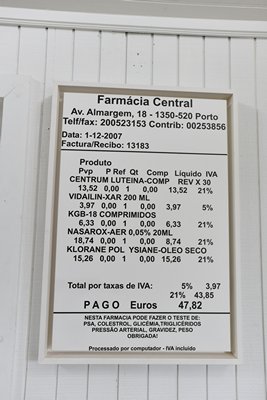 Farmácia Central
Av. Almargem, 18 - 1350-520 Porto
Telf/fax: 200523153 Contrib: 00253856
Data: 1-12-2007
Factura/Recibo: 13183
Produto
Pvp P Ref Qt Comp Líquido IVA
CENTRUM LUTEINA-COMP REV X 30
13,52 0,00 1 0,00 13,52 21%
VIDAILIN-XAR 200 ML
3,97 0,00 1 0,00 3,97 5%
KGB-18 COMPRIMIDOS
6,33 0,00 1 0,00 6,33 21%
NASAROX-AER 0,05% 20ML
18,74 0,00 1 0,00 18,74 21%
KLORANE POL YSIANE-OLEO SECO
15,26 0,00 1 0,00 15,26 21%
Total por taxas de IVA: 5% 3,97
21% 43,85
PAGO Euros 47,82
NESTA FARMACIA PODE FAZER O TESTE DE:
PSA, COLESTROL, GLICÉMIA,TRIGLICÉRIDOS
PRESSÃO ARTERIAL, GRAVIDEZ, PESO
OBRIGADA!
Processado por computador - IVA incluído